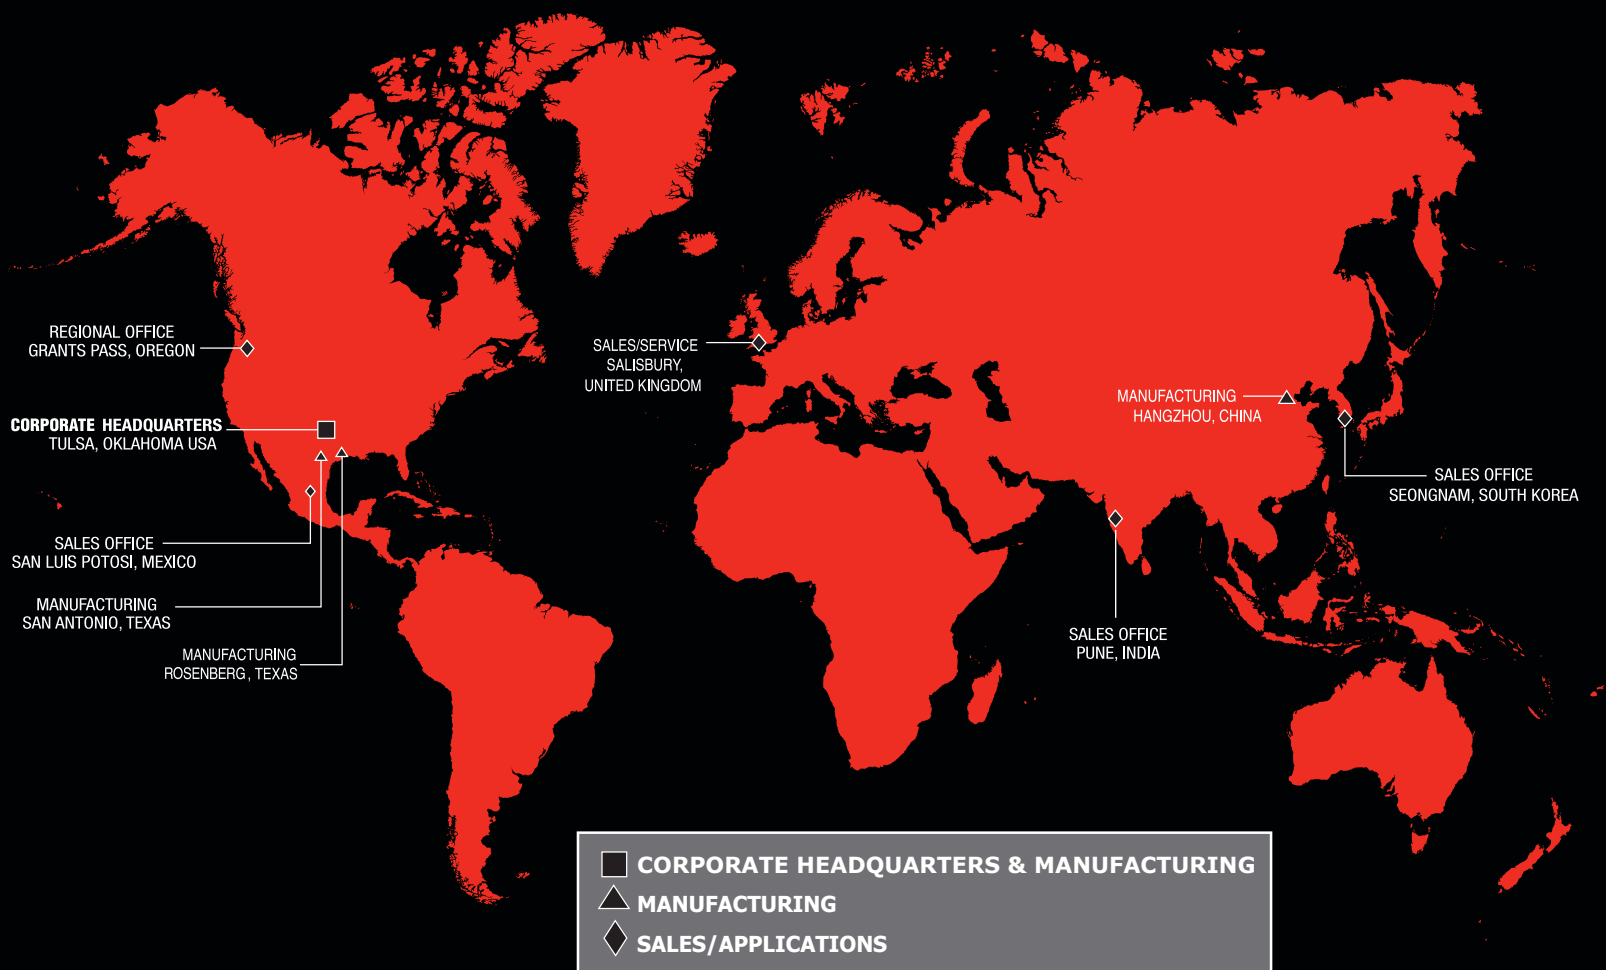 REGIONAL OFFICE
GRANTS PASS, OREGON
CORPORATE HEADQUARTERS
TULSA, OKLAHOMA USA
SALES OFFICE
SAN LUIS POTOSI, MEXICO
MANUFACTURING
SAN ANTONIO, TEXAS
MANUFACTURING
ROSENBERG, TEXAS
SALES/SERVICE
SALISBURY,
UNITED KINGDOM
MANUFACTURING
HANGZHOU, CHINA
SALES OFFICE
SEONGNAM, SOUTH KOREA
SALES OFFICE
PUNE, INDIA
CORPORATE HEADQUARTERS & MANUFACTURING
MANUFACTURING
SALES/APPLICATIONS